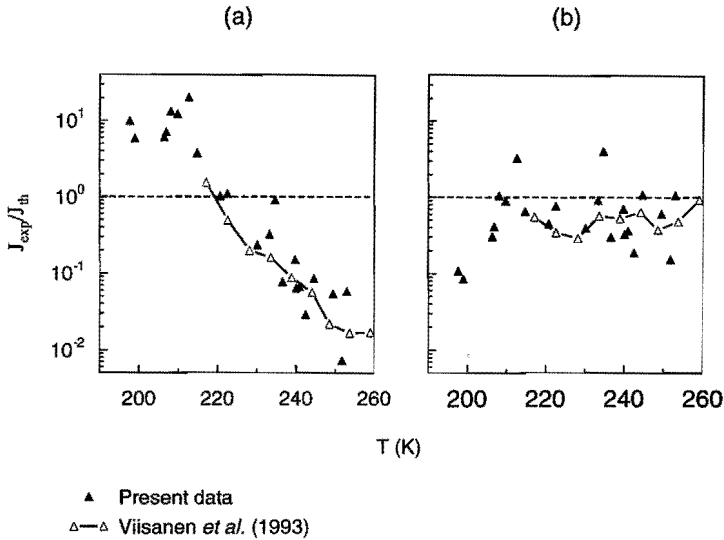 (a) (b)
J_exp/J_th
10^1
10^0
10^-1
10^-2
200 220 240 260 200 220 240 260
T (K)
▲ Present data
△—△ Viisanen et al. (1993)